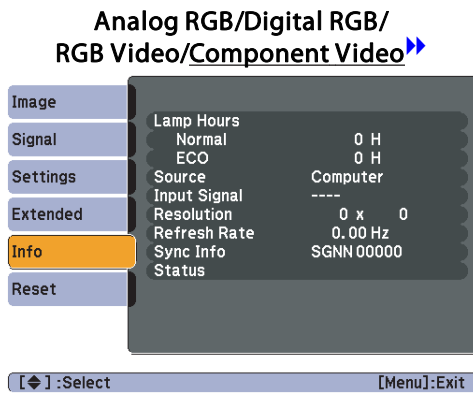 Analog RGB/Digital RGB/
RGB Video/Component Video
Image
Signal
Settings
Extended
Info
Reset
Lamp Hours
Normal 0 H
ECO 0 H
Source Computer
Input Signal ----
Resolution 0 x 0
Refresh Rate 0.00 Hz
Sync Info SGNN 00000
Status
[◆] :Select [Menu]:Exit